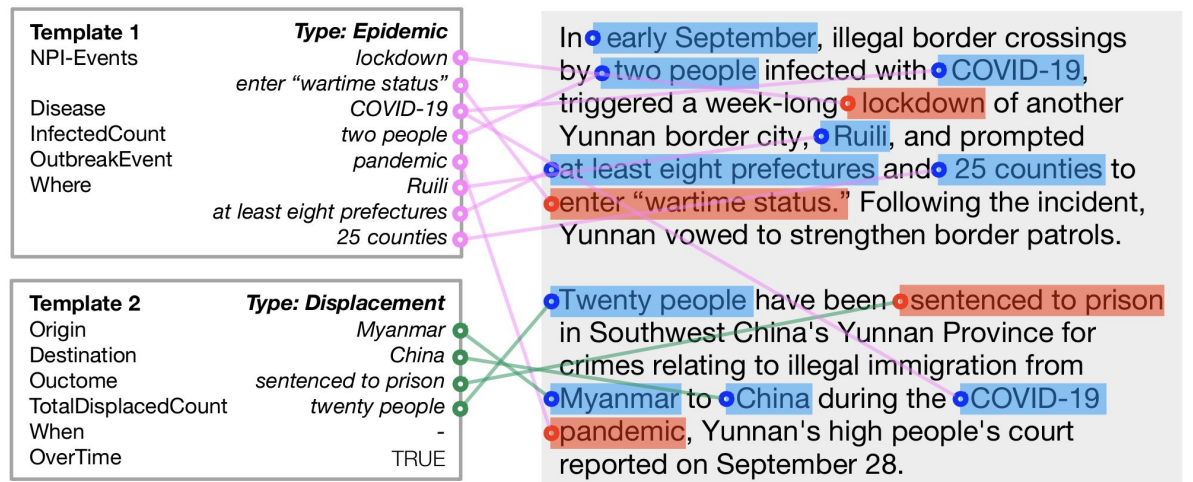 Template 1 Type: Epidemic
NPI-Events lockdown
enter “wartime status”
Disease COVID-19
InfectedCount two people
OutbreakEvent pandemic
Where Ruili
at least eight prefectures
25 counties
Template 2 Type: Displacement
Origin Myanmar
Destination China
Ouctome sentenced to prison
TotalDisplacedCount twenty people
When -
OverTime TRUE
In early September, illegal border crossings
by two people infected with COVID-19,
triggered a week-long lockdown of another
Yunnan border city, Ruili, and prompted
at least eight prefectures and 25 counties to
enter “wartime status.” Following the incident,
Yunnan vowed to strengthen border patrols.
Twenty people have been sentenced to prison
in Southwest China's Yunnan Province for
crimes relating to illegal immigration from
Myanmar to China during the COVID-19
pandemic, Yunnan's high people's court
reported on September 28.